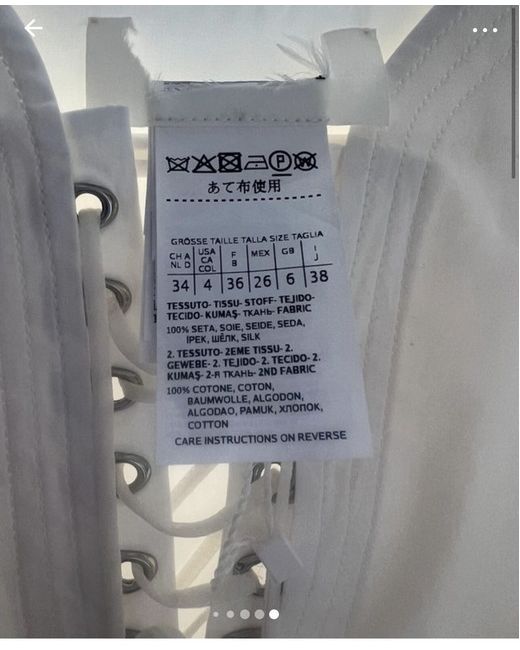 あて布使用
GRÖSSE TAILLE TALLA SIZE TAGLIA
CH A NL D USA CA COL F B MEX GB I J
34 4 36 26 6 38
TESSUTO- TISSU- STOFF- TEJIDO-
TECIDO- KUMAŞ- ТКАНЬ- FABRIC
100% SETA, SOIE, SEIDE, SEDA,
IPEK, ШЁЛК, SILK
2. TESSUTO- 2EME TISSU- 2.
GEWEBE- 2. TEJIDO- 2. TECIDO- 2.
KUMAŞ- 2-Я ТКАНЬ- 2ND FABRIC
100% COTONE, COTON,
BAUMWOLLE, ALGODON,
ALGODAO, PAMUK, ХЛОПОК,
COTTON
CARE INSTRUCTIONS ON REVERSE